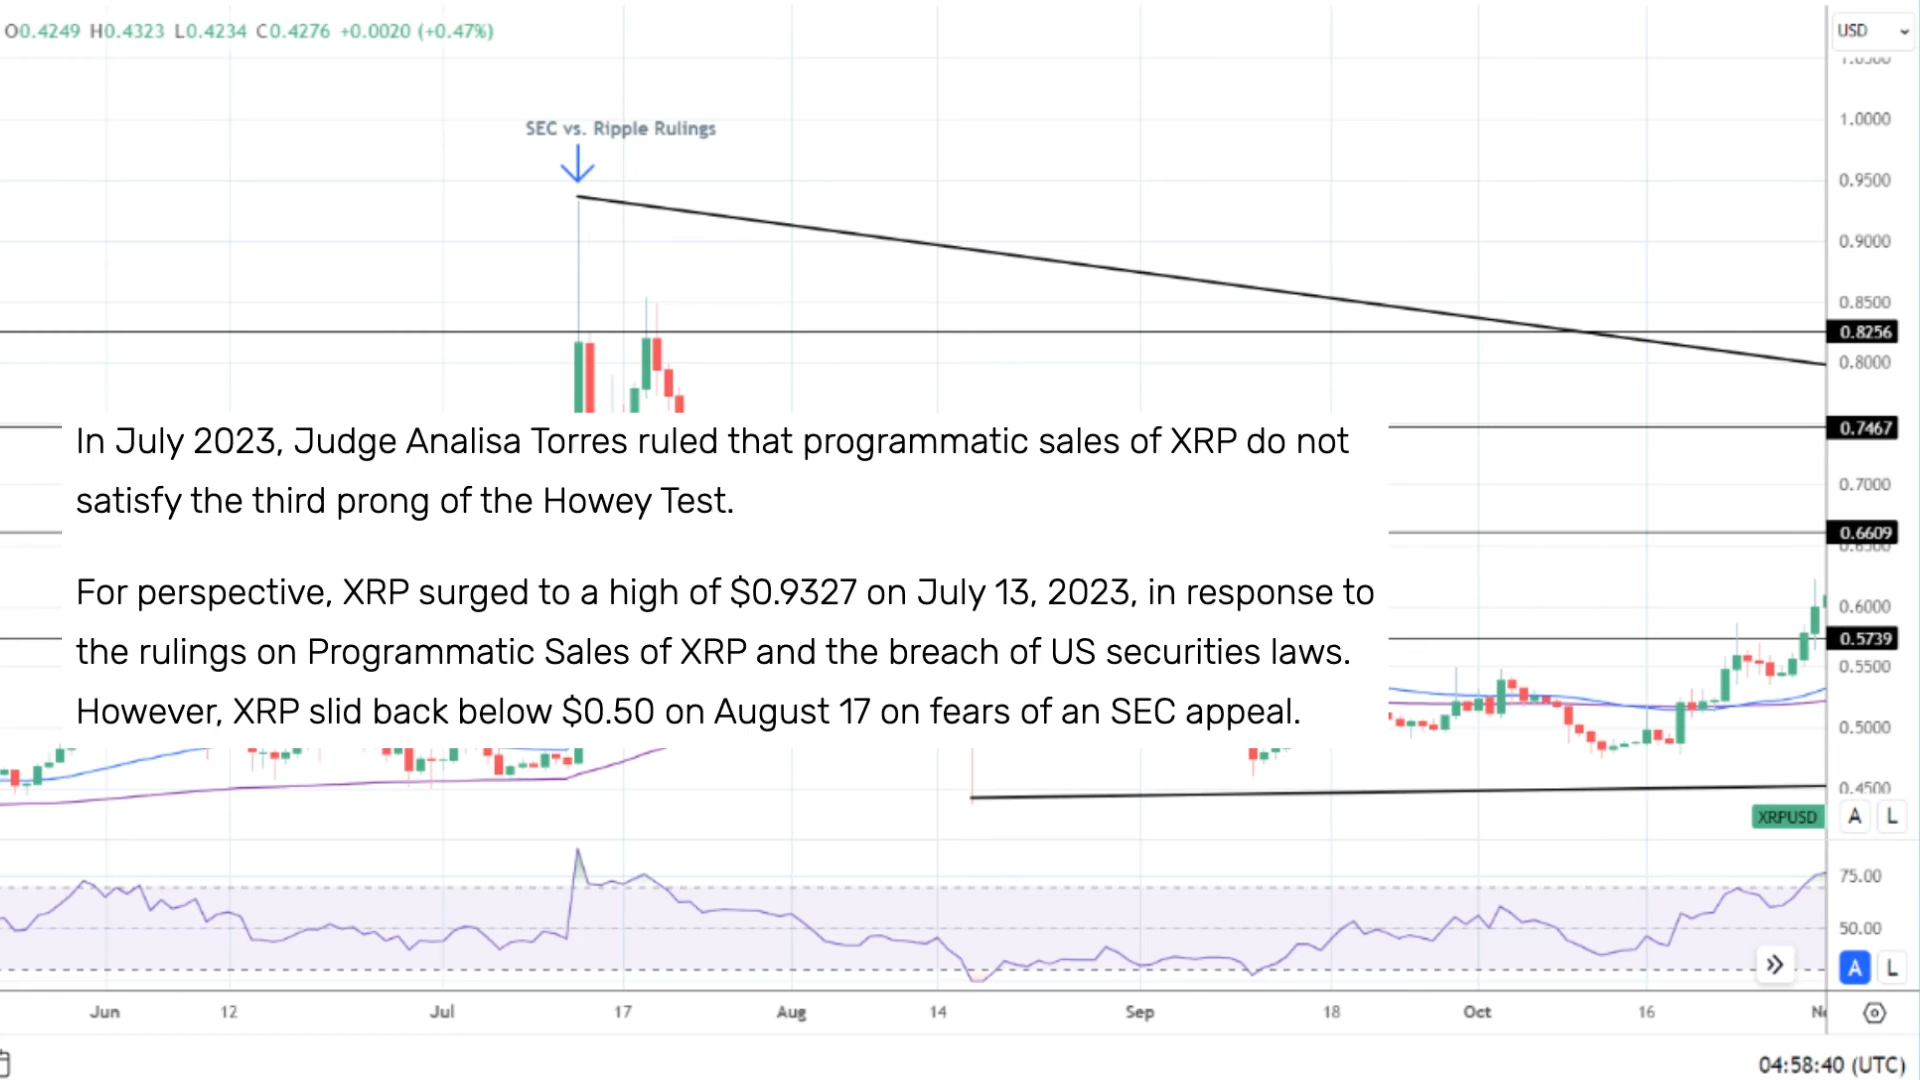 O0.4249 H0.4323 L0.4234 C0.4276 +0.0020 (+0.47%)
USD
1.0000
SEC vs. Ripple Rulings
0.9500
0.9000
0.8500
0.8256
0.8000
In July 2023, Judge Analisa Torres ruled that programmatic sales of XRP do not
satisfy the third prong of the Howey Test.
For perspective, XRP surged to a high of $0.9327 on July 13, 2023, in response to
the rulings on Programmatic Sales of XRP and the breach of US securities laws.
However, XRP slid back below $0.50 on August 17 on fears of an SEC appeal.
0.7467
0.7000
0.6609
0.6500
0.6000
0.5739
0.5500
0.5000
0.4500
XRPUSD A L
75.00
50.00
A L
Jun 12 Jul 17 Aug 14 Sep 18 Oct 16
04:58:40 (UTC)